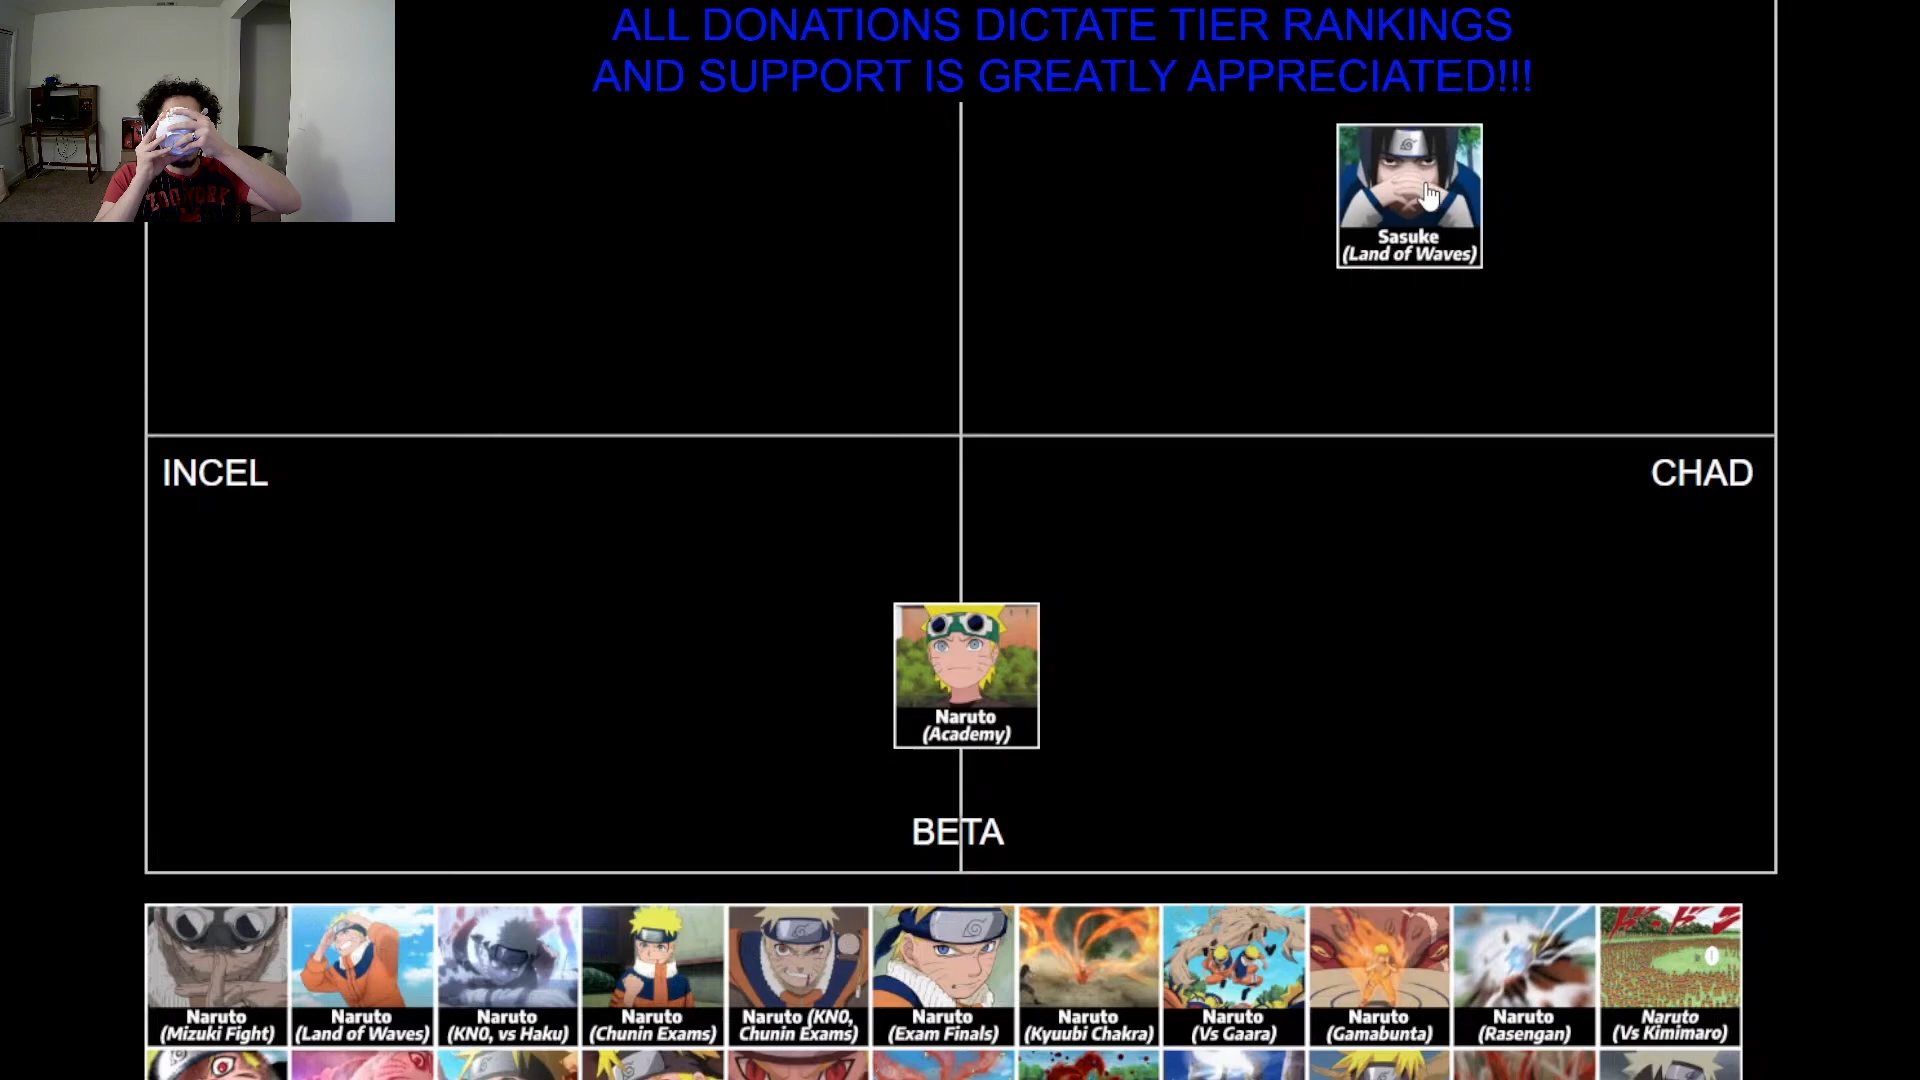 ALL DONATIONS DICTATE TIER RANKINGS
AND SUPPORT IS GREATLY APPRECIATED!!!
ZOO YORK
Sasuke
(Land of Waves)
INCEL
CHAD
Naruto
(Academy)
BETA
Naruto
(Mizuki Fight)
Naruto
(Land of Waves)
Naruto
(KN0, vs Haku)
Naruto
(Chunin Exams)
Naruto (KN0,
Chunin Exams)
Naruto
(Exam Finals)
Naruto
(Kyuubi Chakra)
Naruto
(Vs Gaara)
Naruto
(Gamabunta)
Naruto
(Rasengan)
Naruto
(Vs Kimimaro)